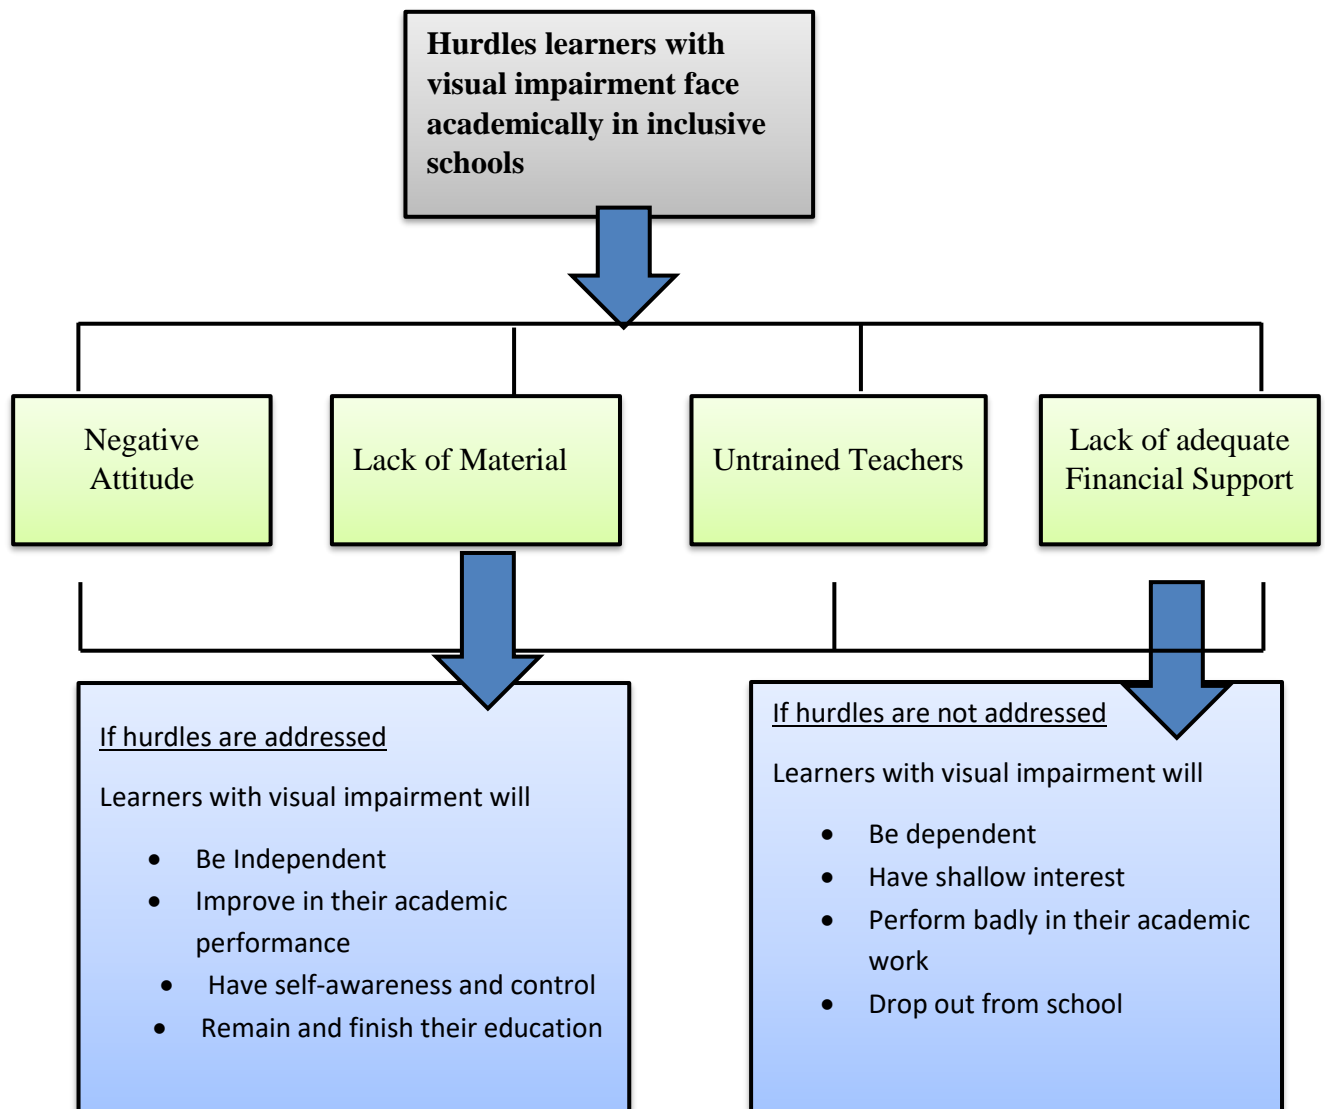 Hurdles learners with
visual impairment face
academically in inclusive
schools
Negative
Attitude
Lack of Material
Untrained Teachers
Lack of adequate
Financial Support
If hurdles are addressed
Learners with visual impairment will
• Be Independent
• Improve in their academic
performance
• Have self-awareness and control
• Remain and finish their education
If hurdles are not addressed
Learners with visual impairment will
• Be dependent
• Have shallow interest
• Perform badly in their academic
work
• Drop out from school